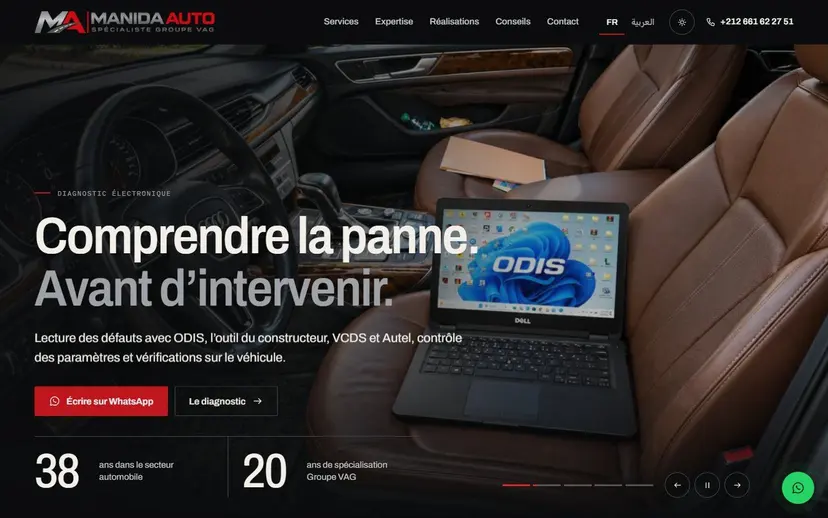 MANIDA AUTO
SPÉCIALISTE GROUPE VAG
Services
Expertise
Réalisations
Conseils
Contact
FR
العربية
+212 661 62 27 51
DIAGNOSTIC ÉLECTRONIQUE
Comprendre la panne.
Avant d’intervenir.
Lecture des défauts avec ODIS, l’outil du constructeur, VCDS et Autel, contrôle
des paramètres et vérifications sur le véhicule.
Écrire sur WhatsApp
Le diagnostic
38
ans dans le secteur
automobile
20
ans de spécialisation
Groupe VAG
ODIS
DELL